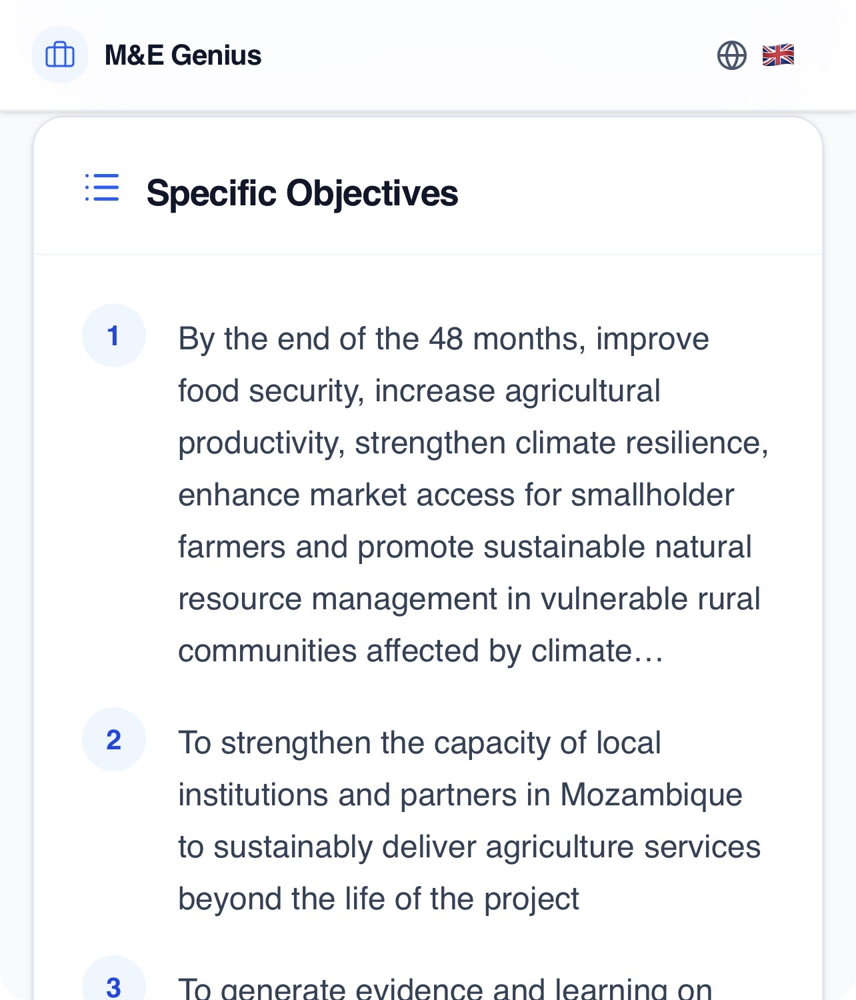 M&E Genius
Specific Objectives
1
By the end of the 48 months, improve
food security, increase agricultural
productivity, strengthen climate resilience,
enhance market access for smallholder
farmers and promote sustainable natural
resource management in vulnerable rural
communities affected by climate…
2
To strengthen the capacity of local
institutions and partners in Mozambique
to sustainably deliver agriculture services
beyond the life of the project
3
To generate evidence and learning on